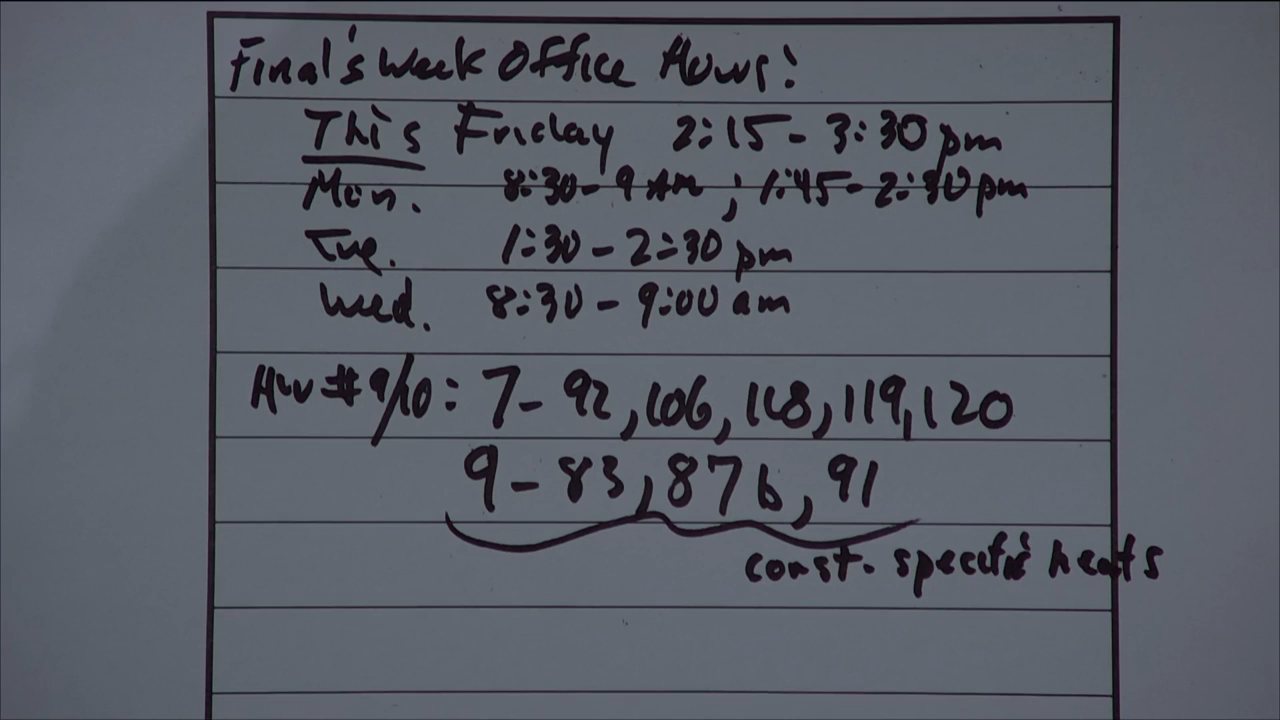 Final's Week Office Hours:
This Friday 2:15 - 3:30 pm
Mon. 8:30 - 9 AM ; 1:45 - 2:30 pm
Tue. 1:30 - 2:30 pm
Wed. 8:30 - 9:00 am
HW # 9/10: 7 - 92, 106, 118, 119, 120
9 - 83, 87b, 91
const. specific heats